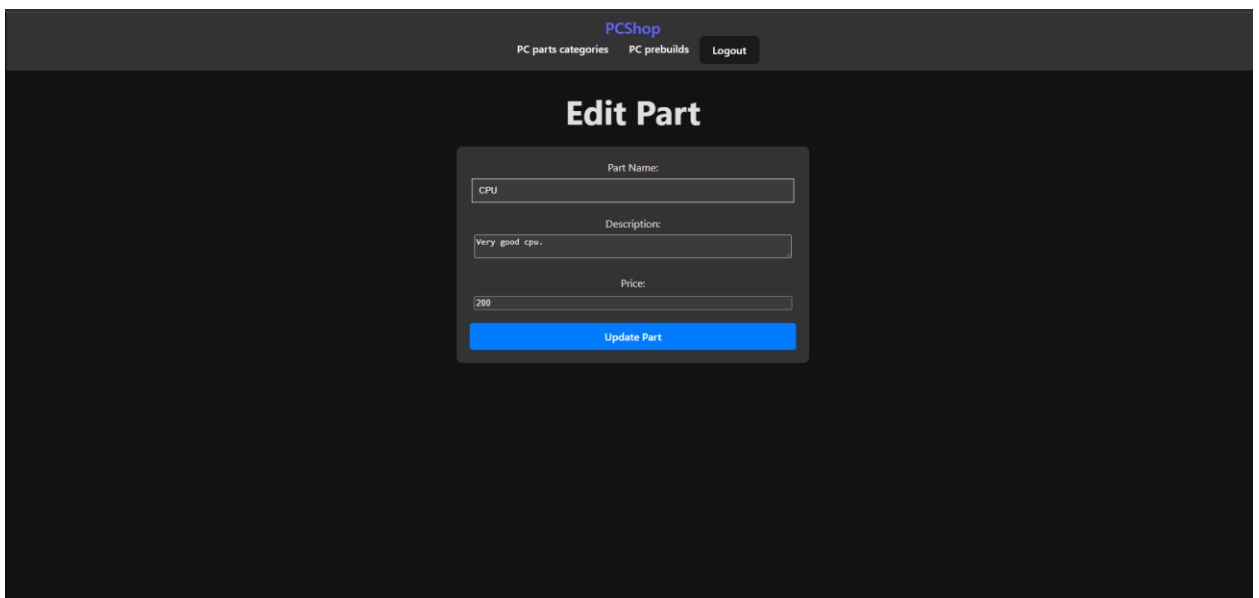 PCShop
PC parts categories PC prebuilds Logout
Edit Part
Part Name:
CPU
Description:
Very good cpu.
Price:
200
Update Part